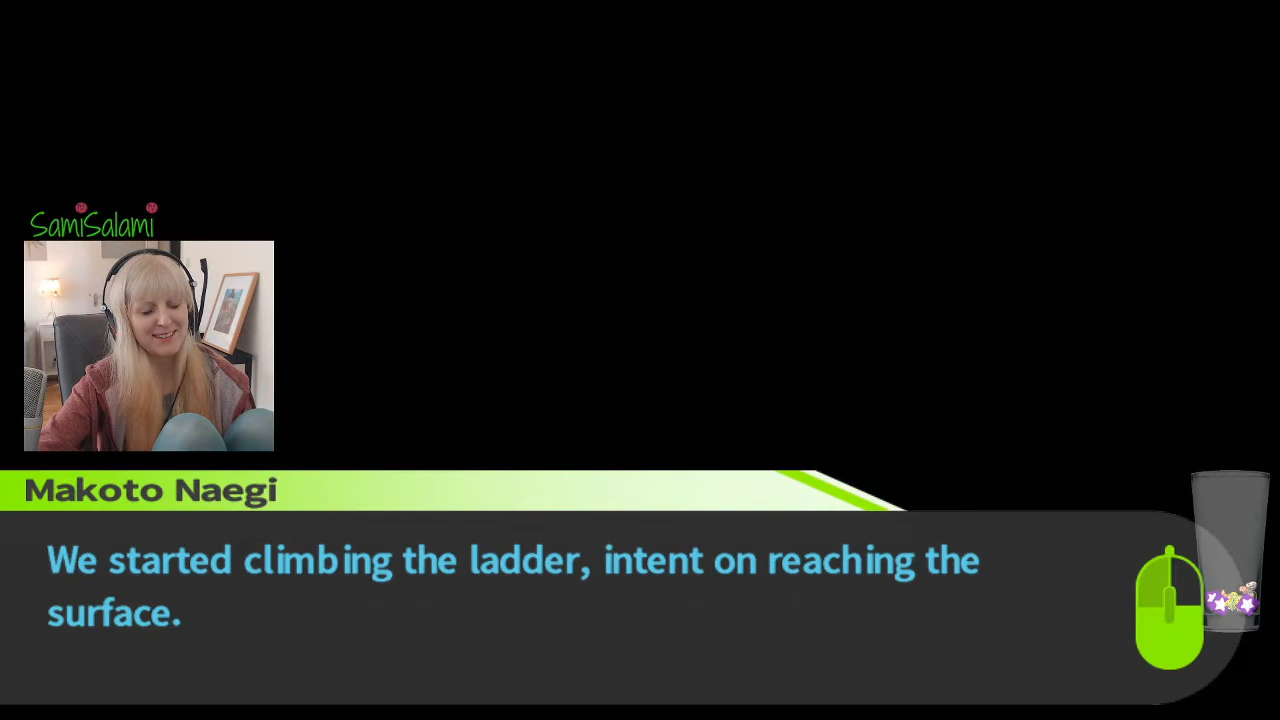 SamiSalami
Makoto Naegi
We started climbing the ladder, intent on reaching the
surface.